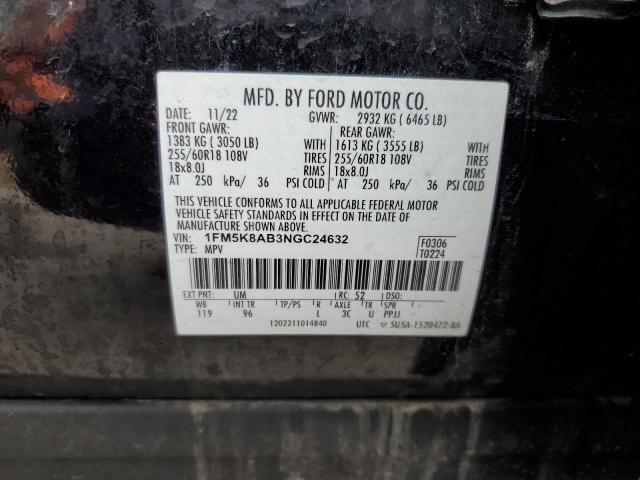 MFD. BY FORD MOTOR CO.
DATE: 11/22 GVWR: 2932 KG ( 6465 LB)
FRONT GAWR: REAR GAWR:
1383 KG ( 3050 LB) WITH 1613 KG ( 3555 LB) WITH
255/60R18 108V TIRES 255/60R18 108V TIRES
18x8.0J RIMS 18x8.0J RIMS
AT 250 kPa/ 36 PSI COLD AT 250 kPa/ 36 PSI COLD
THIS VEHICLE CONFORMS TO ALL APPLICABLE FEDERAL MOTOR
VEHICLE SAFETY STANDARDS IN EFFECT ON THE DATE OF MANUFACTURE
SHOWN ABOVE.
VIN: 1FM5K8AB3NGC24632 F0306
TYPE: MPV T0224
EXT PNT: UM RC: 52 DSO:
WB INT TR TP/PS R AXLE TR SPR
119 96 L 3C U PPJJ
1202211014840 UTC 5U5A-1520472-BA